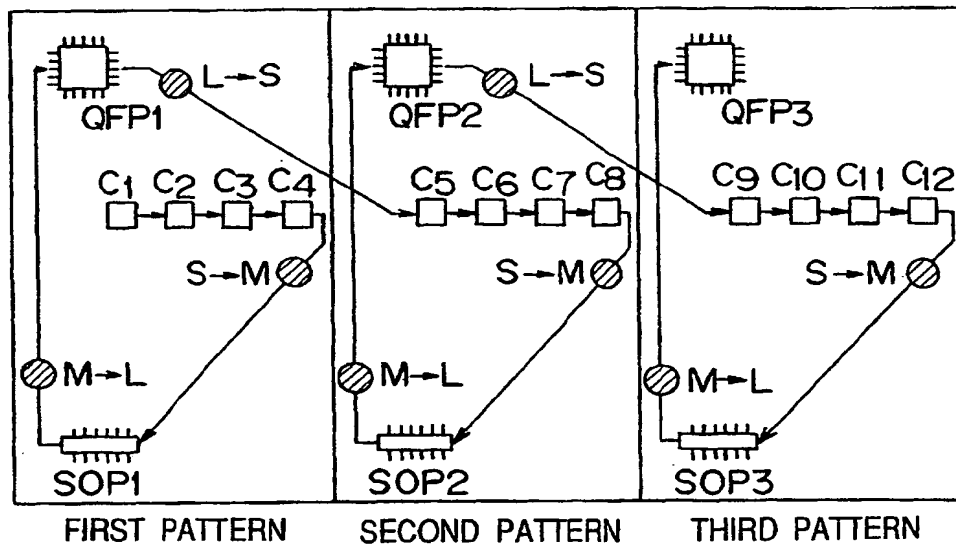 QFP1
L→S
C1 C2 C3 C4
S→M
M→L
SOP1
FIRST PATTERN
QFP2
L→S
C5 C6 C7 C8
S→M
M→L
SOP2
SECOND PATTERN
QFP3
C9 C10 C11 C12
S→M
M→L
SOP3
THIRD PATTERN